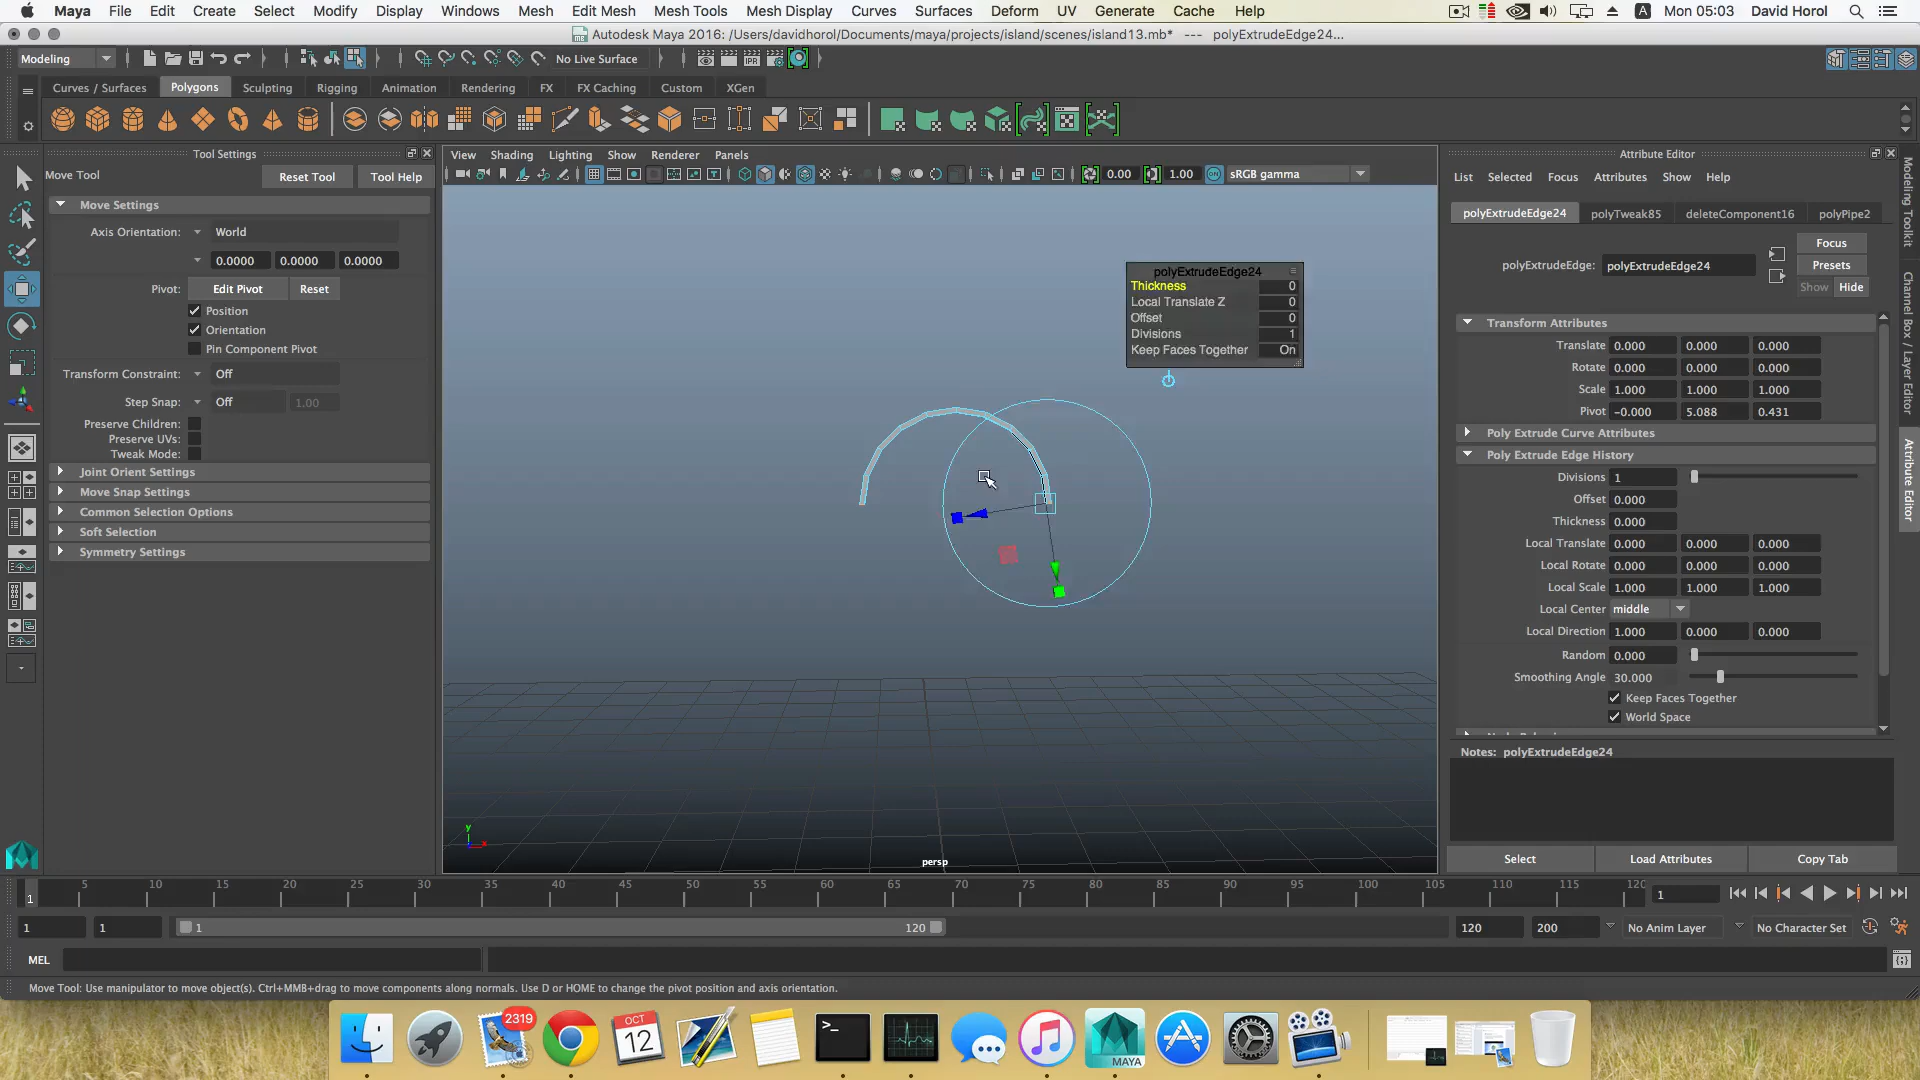 Maya File Edit Create Select Modify Display Windows Mesh Edit Mesh Mesh Tools Mesh Display Curves Surfaces Deform UV Generate Cache Help A Mon 05:03 David Horol
Autodesk Maya 2016: /Users/davidhorol/Documents/maya/projects/island/scenes/island13.mb* --- polyExtrudeEdge24...
Modeling No Live Surface
Curves / Surfaces Polygons Sculpting Rigging Animation Rendering FX FX Caching Custom XGen
Tool Settings
Move Tool Reset Tool Tool Help
Move Settings
Axis Orientation: World
0.0000 0.0000 0.0000
Pivot: Edit Pivot Reset
Position
Orientation
Pin Component Pivot
Transform Constraint: Off
Step Snap: Off 1.00
Preserve Children:
Preserve UVs:
Tweak Mode:
Joint Orient Settings
Move Snap Settings
Common Selection Options
Soft Selection
Symmetry Settings
View Shading Lighting Show Renderer Panels
0.00 1.00 ON sRGB gamma
polyExtrudeEdge24
Thickness 0
Local Translate Z 0
Offset 0
Divisions 1
Keep Faces Together On
y
x
persp
Attribute Editor
List Selected Focus Attributes Show Help
polyExtrudeEdge24 polyTweak85 deleteComponent16 polyPipe2
Focus
polyExtrudeEdge: polyExtrudeEdge24 Presets
Show Hide
Transform Attributes
Translate 0.000 0.000 0.000
Rotate 0.000 0.000 0.000
Scale 1.000 1.000 1.000
Pivot -0.000 5.088 0.431
Poly Extrude Curve Attributes
Poly Extrude Edge History
Divisions 1
Offset 0.000
Thickness 0.000
Local Translate 0.000 0.000 0.000
Local Rotate 0.000 0.000 0.000
Local Scale 1.000 1.000 1.000
Local Center middle
Local Direction 1.000 0.000 0.000
Random 0.000
Smoothing Angle 30.000
Keep Faces Together
World Space
Notes: polyExtrudeEdge24
Select Load Attributes Copy Tab
Modeling Toolkit
Channel Box / Layer Editor
Attribute Editor
1 5 10 15 20 25 30 35 40 45 50 55 60 65 70 75 80 85 90 95 100 105 110 115 120 1
1 1 1 120 120 200 No Anim Layer No Character Set
MEL
Move Tool: Use manipulator to move object(s). Ctrl+MMB+drag to move components along normals. Use D or HOME to change the pivot position and axis orientation.
2319
OCT
12
MAYA